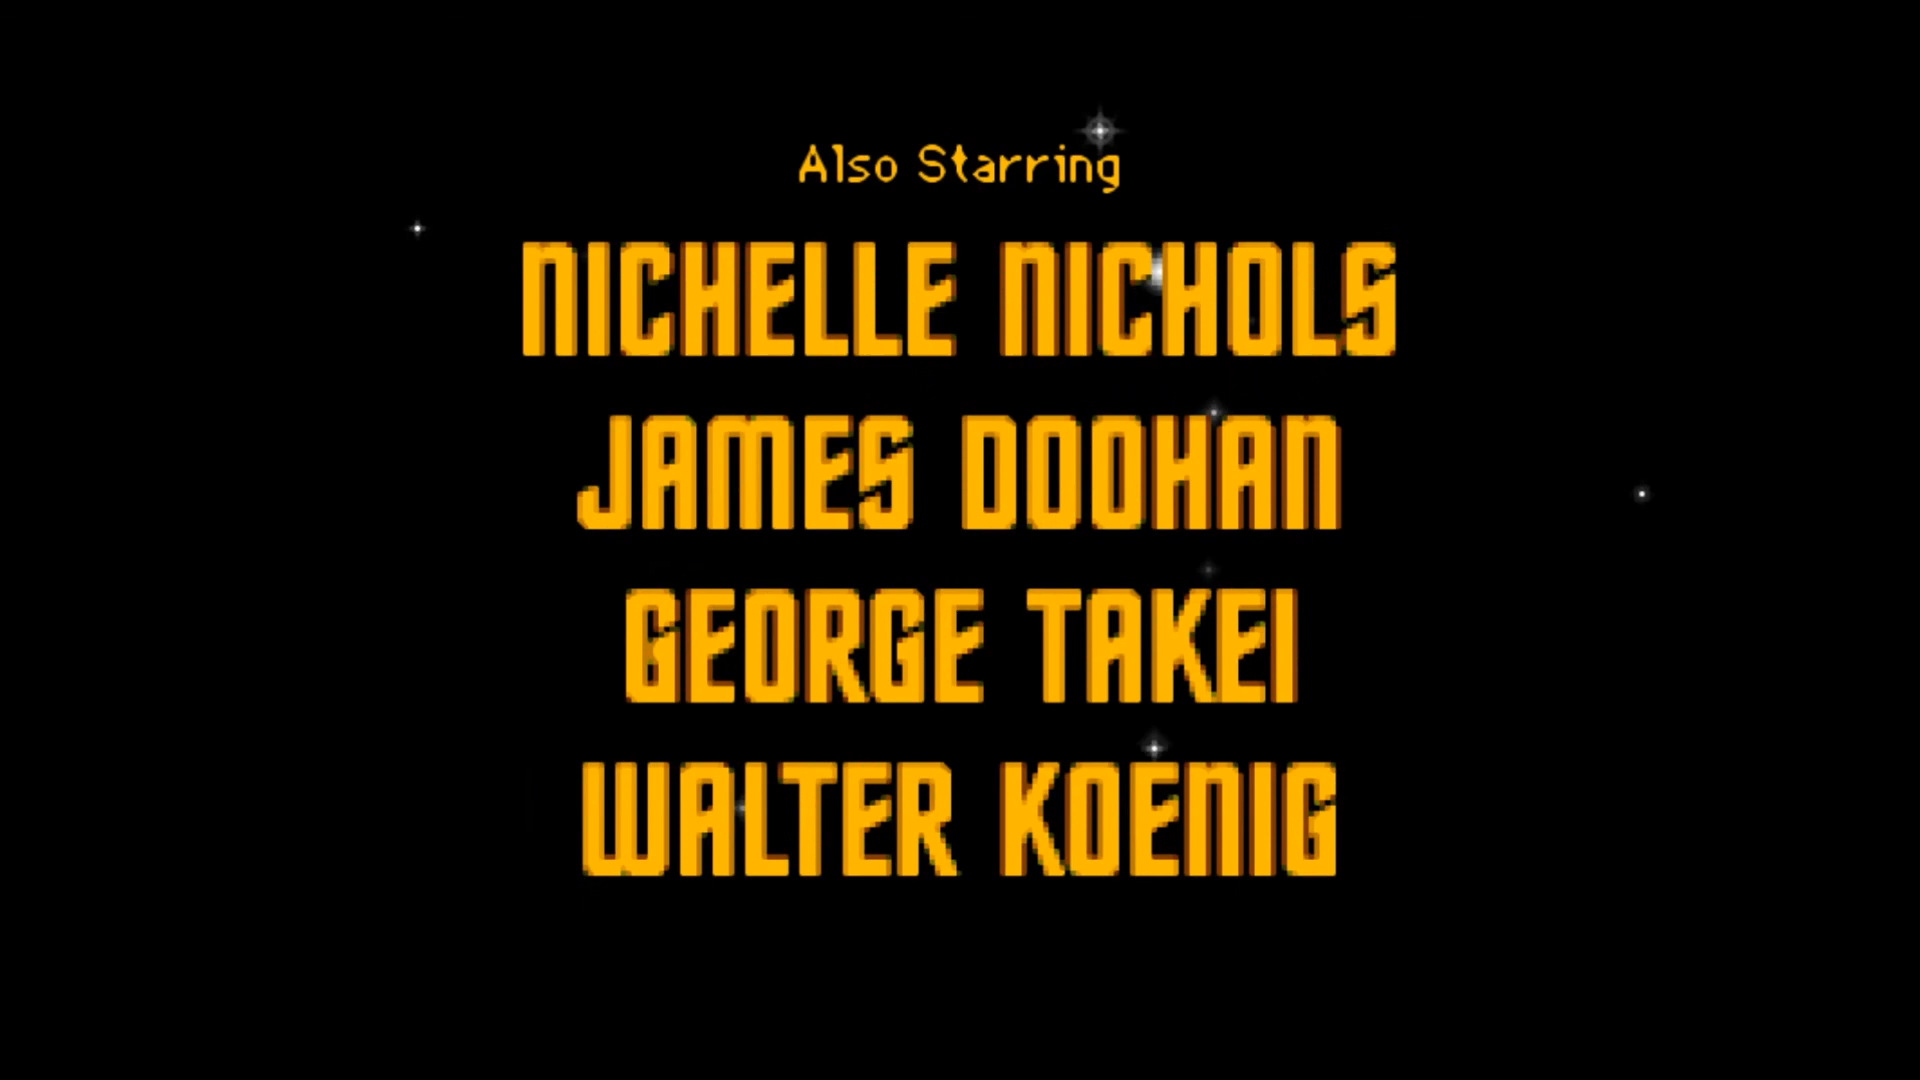 Also Starring
NICHELLE NICHOLS
JAMES DOOHAN
GEORGE TAKEI
WALTER KOENIG